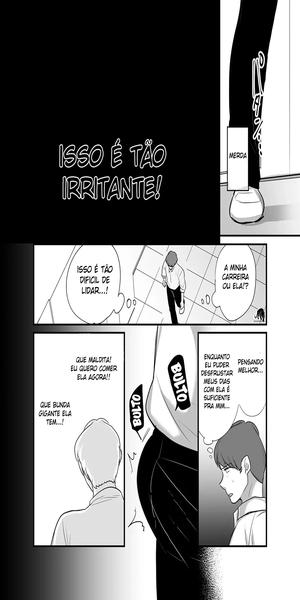 MERDA
ISSO É TÃO
IRRITANTE!
A MINHA
CARREIRA
OU ELA!?
ISSO É TÃO
DIFICIL DE
LIDAR...!
PENSANDO
MELHOR...
ENQUANTO
EU PUDER
DESFRUSTAR
MEUS DIAS
COM ELA É
SUFICIENTE
PRA MIM...
BULTO
BULTO
QUE MALDITA!
EU QUERO COMER
ELA AGORA!!
QUE BUNDA
GIGANTE ELA
TEM...!